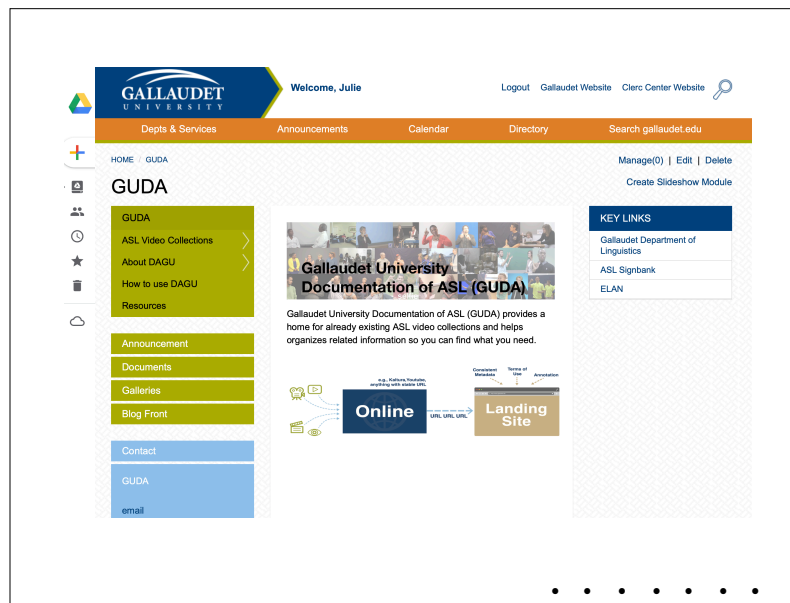 GALLAUDET
UNIVERSITY
Welcome, Julie
Logout Gallaudet Website Clerc Center Website
Depts & Services Announcements Calendar Directory Search gallaudet.edu
HOME / GUDA
Manage(0) | Edit | Delete
GUDA
Create Slideshow Module
GUDA
ASL Video Collections
About DAGU
How to use DAGU
Resources
Announcement
Documents
Galleries
Blog Front
Contact
GUDA
email
Gallaudet University
Documentation of ASL (GUDA)
Gallaudet University Documentation of ASL (GUDA) provides a
home for already existing ASL video collections and helps
organizes related information so you can find what you need.
e.g., Kaltura,Youtube,
anything with stable URL
Online
URL URL URL
Consistent
Metadata
Terms of
Use
Annotation
Landing
Site
KEY LINKS
Gallaudet Department of
Linguistics
ASL Signbank
ELAN